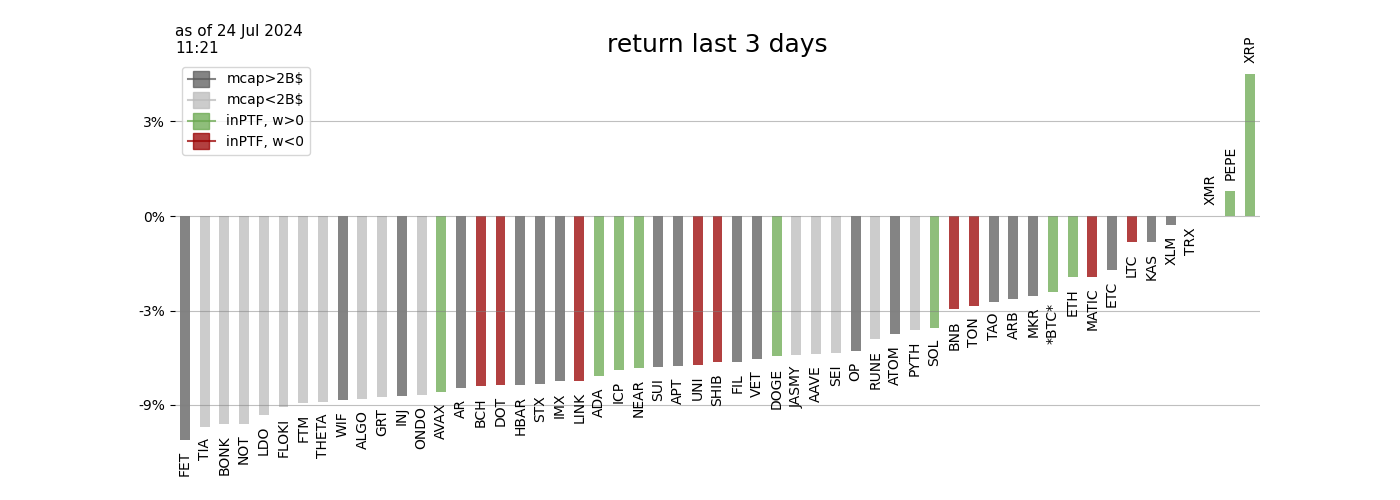 as of 24 Jul 2024
11:21
return last 3 days
mcap>2B$
mcap<2B$
inPTF, w>0
inPTF, w<0
3%
0%
-3%
-9%
FET
TIA
BONK
NOT
LDO
FLOKI
FTM
THETA
WIF
ALGO
GRT
INJ
ONDO
AVAX
AR
BCH
DOT
HBAR
STX
IMX
LINK
ADA
ICP
NEAR
SUI
APT
UNI
SHIB
FIL
VET
DOGE
JASMY
AAVE
SEI
OP
RUNE
ATOM
PYTH
SOL
BNB
TON
TAO
ARB
MKR
*BTC*
ETH
MATIC
ETC
LTC
KAS
XLM
TRX
XMR
PEPE
XRP